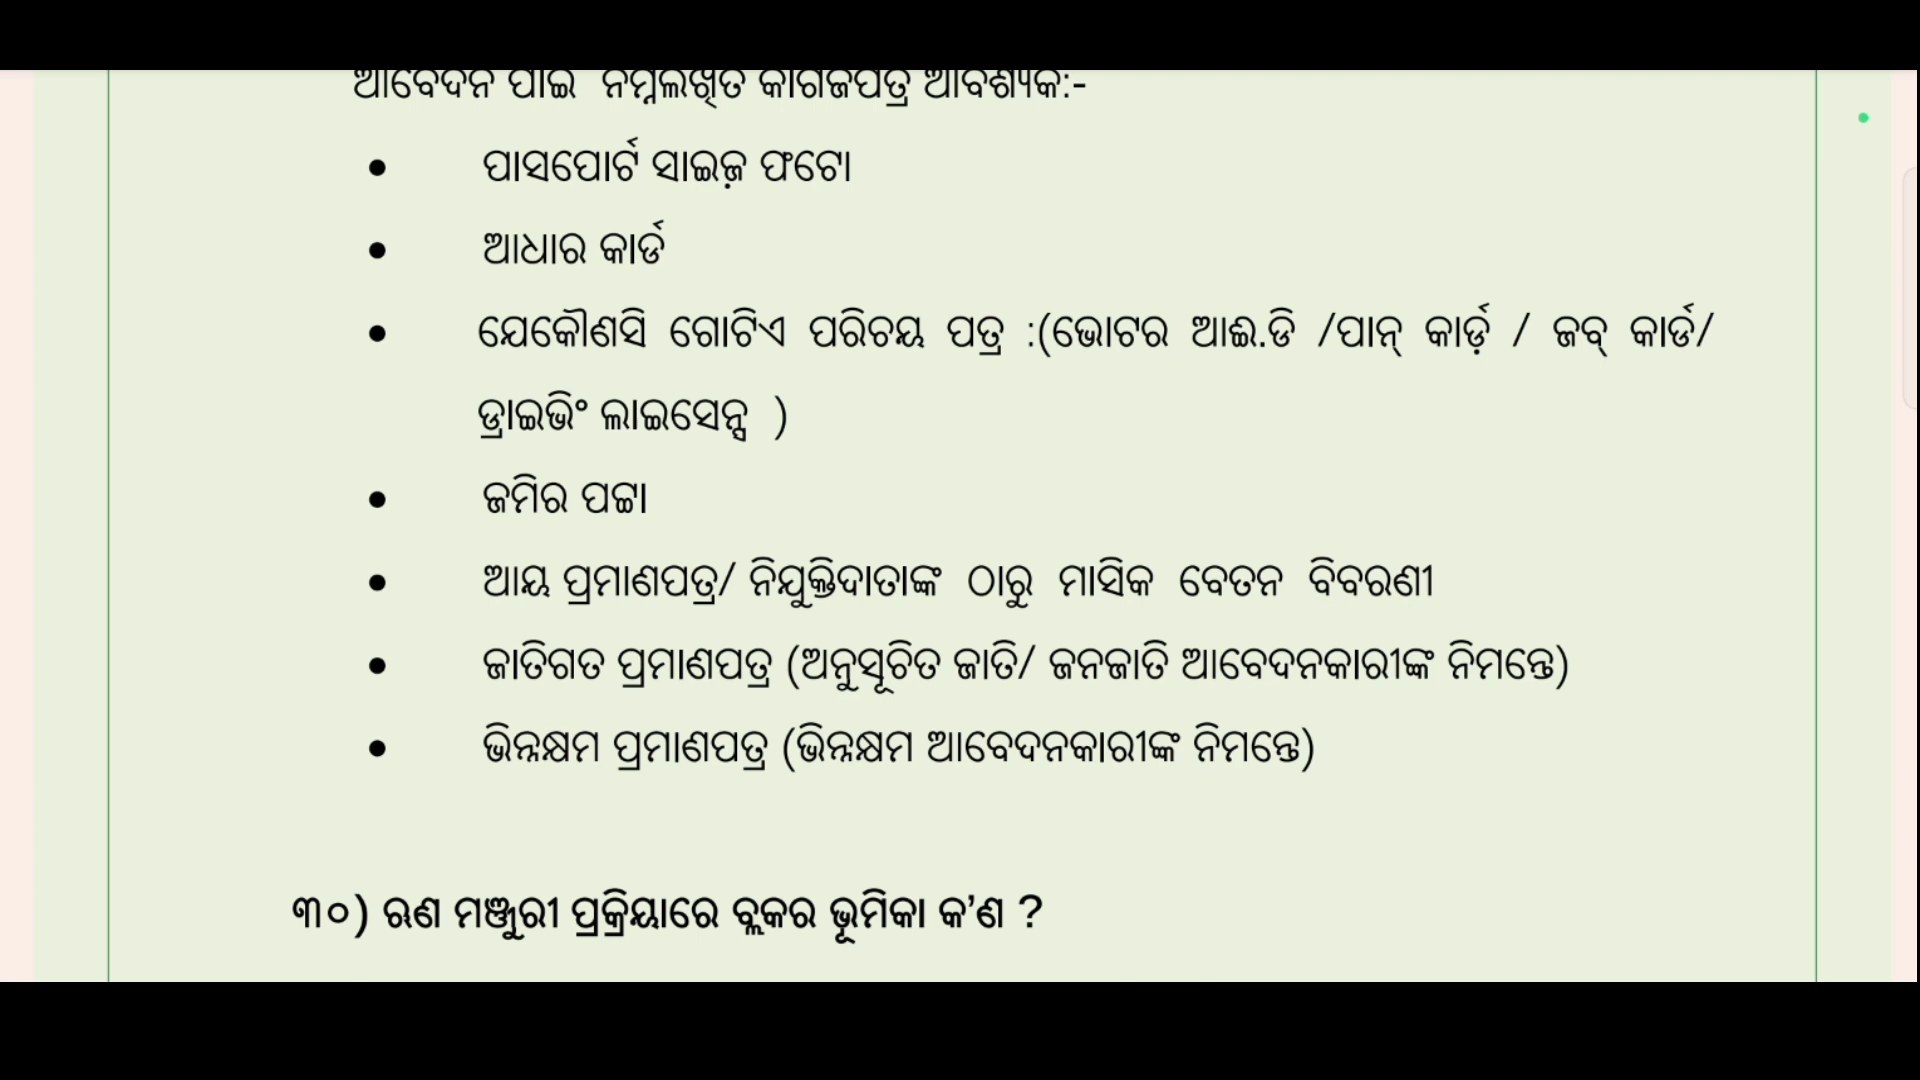 ଆବେଦନ ପାଇଁ ନିମ୍ନଲିଖିତ କାଗଜପତ୍ର ଆବଶ୍ୟକ:-
• ପାସପୋର୍ଟ ସାଇଜ଼ ଫଟୋ
• ଆଧାର କାର୍ଡ
• ଯେକୌଣସି ଗୋଟିଏ ପରିଚୟ ପତ୍ର :(ଭୋଟର ଆଈ.ଡି /ପାନ୍ କାର୍ଡ଼ / ଜବ୍ କାର୍ଡ/
ଡ୍ରାଇଭିଂ ଲାଇସେନ୍ସ )
• ଜମିର ପଟ୍ଟା
• ଆୟ ପ୍ରମାଣପତ୍ର/ ନିଯୁକ୍ତିଦାତାଙ୍କ ଠାରୁ ମାସିକ ବେତନ ବିବରଣୀ
• ଜାତିଗତ ପ୍ରମାଣପତ୍ର (ଅନୁସୂଚିତ ଜାତି/ ଜନଜାତି ଆବେଦନକାରୀଙ୍କ ନିମନ୍ତେ)
• ଭିନ୍ନକ୍ଷମ ପ୍ରମାଣପତ୍ର (ଭିନ୍ନକ୍ଷମ ଆବେଦନକାରୀଙ୍କ ନିମନ୍ତେ)
୩୦) ଋଣ ମଞ୍ଜୁରୀ ପ୍ରକ୍ରିୟାରେ ବ୍ଲକର ଭୂମିକା କ’ଣ ?